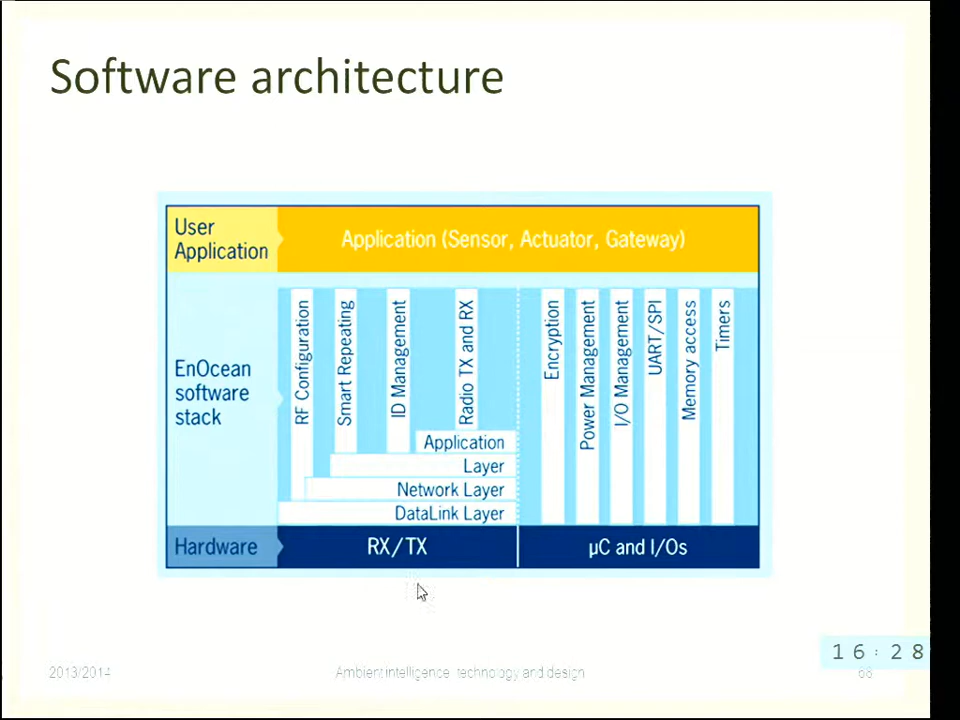 Software architecture
User
Application
Application (Sensor, Actuator, Gateway)
EnOcean
software
stack
RF Configuration
Smart Repeating
ID Management
Radio TX and RX
Encryption
Power Management
I/O Management
UART/SPI
Memory access
Timers
Application
Layer
Network Layer
DataLink Layer
Hardware
RX/TX
µC and I/Os
16:28
2013/2014
Ambient intelligence: technology and design
68